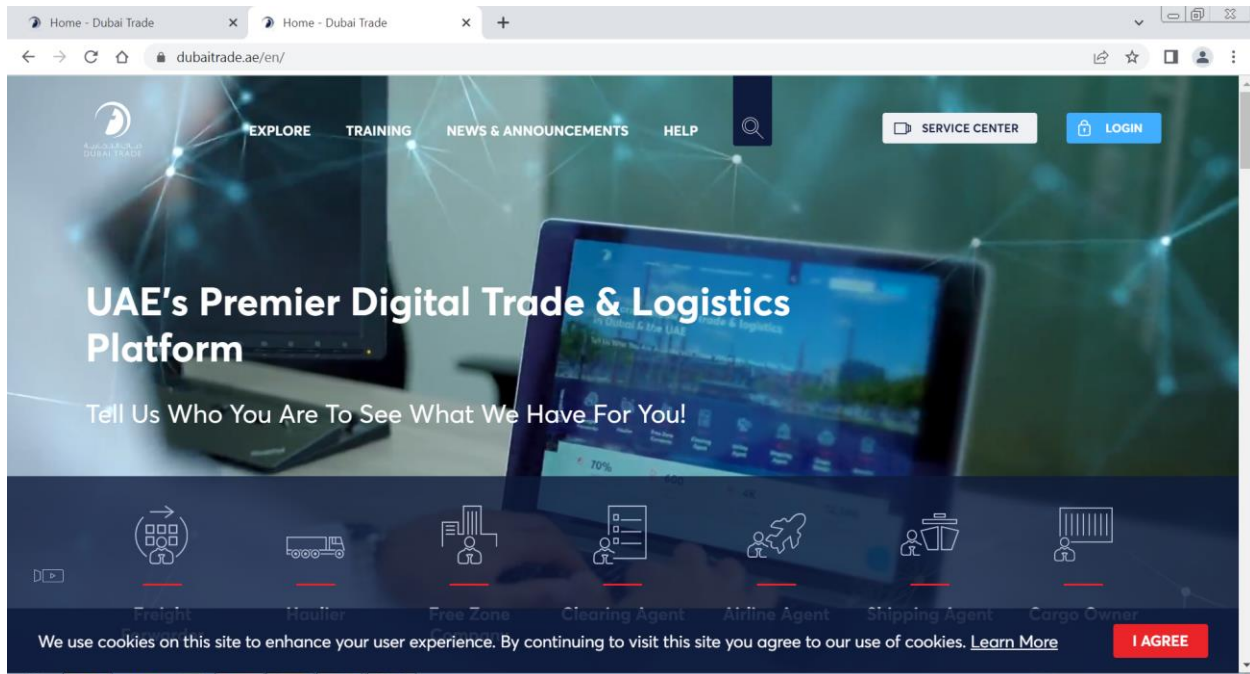 Home - Dubai Trade
Home - Dubai Trade
dubaitrade.ae/en/
DUBAI TRADE
EXPLORE TRAINING NEWS & ANNOUNCEMENTS HELP
SERVICE CENTER
LOGIN
UAE's Premier Digital Trade & Logistics
Platform
Tell Us Who You Are To See What We Have For You!
70%
Freight
Haulier
Free Zone
Clearing Agent
Airline Agent
Shipping Agent
Cargo Owner
We use cookies on this site to enhance your user experience. By continuing to visit this site you agree to our use of cookies. Learn More
I AGREE